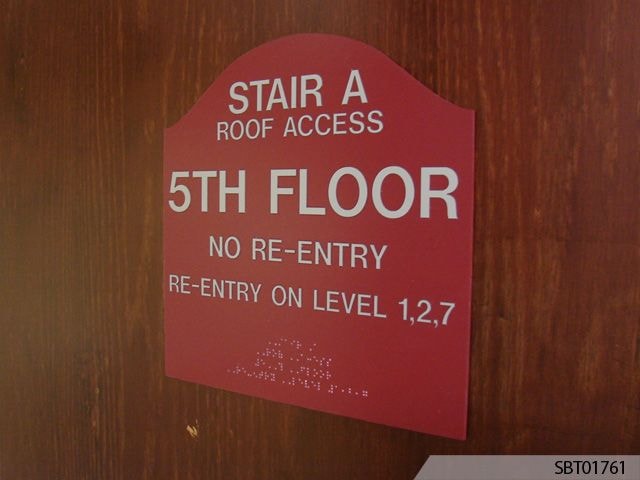 STAIR A
ROOF ACCESS
5TH FLOOR
NO RE-ENTRY
RE-ENTRY ON LEVEL 1,2,7
SBT01761